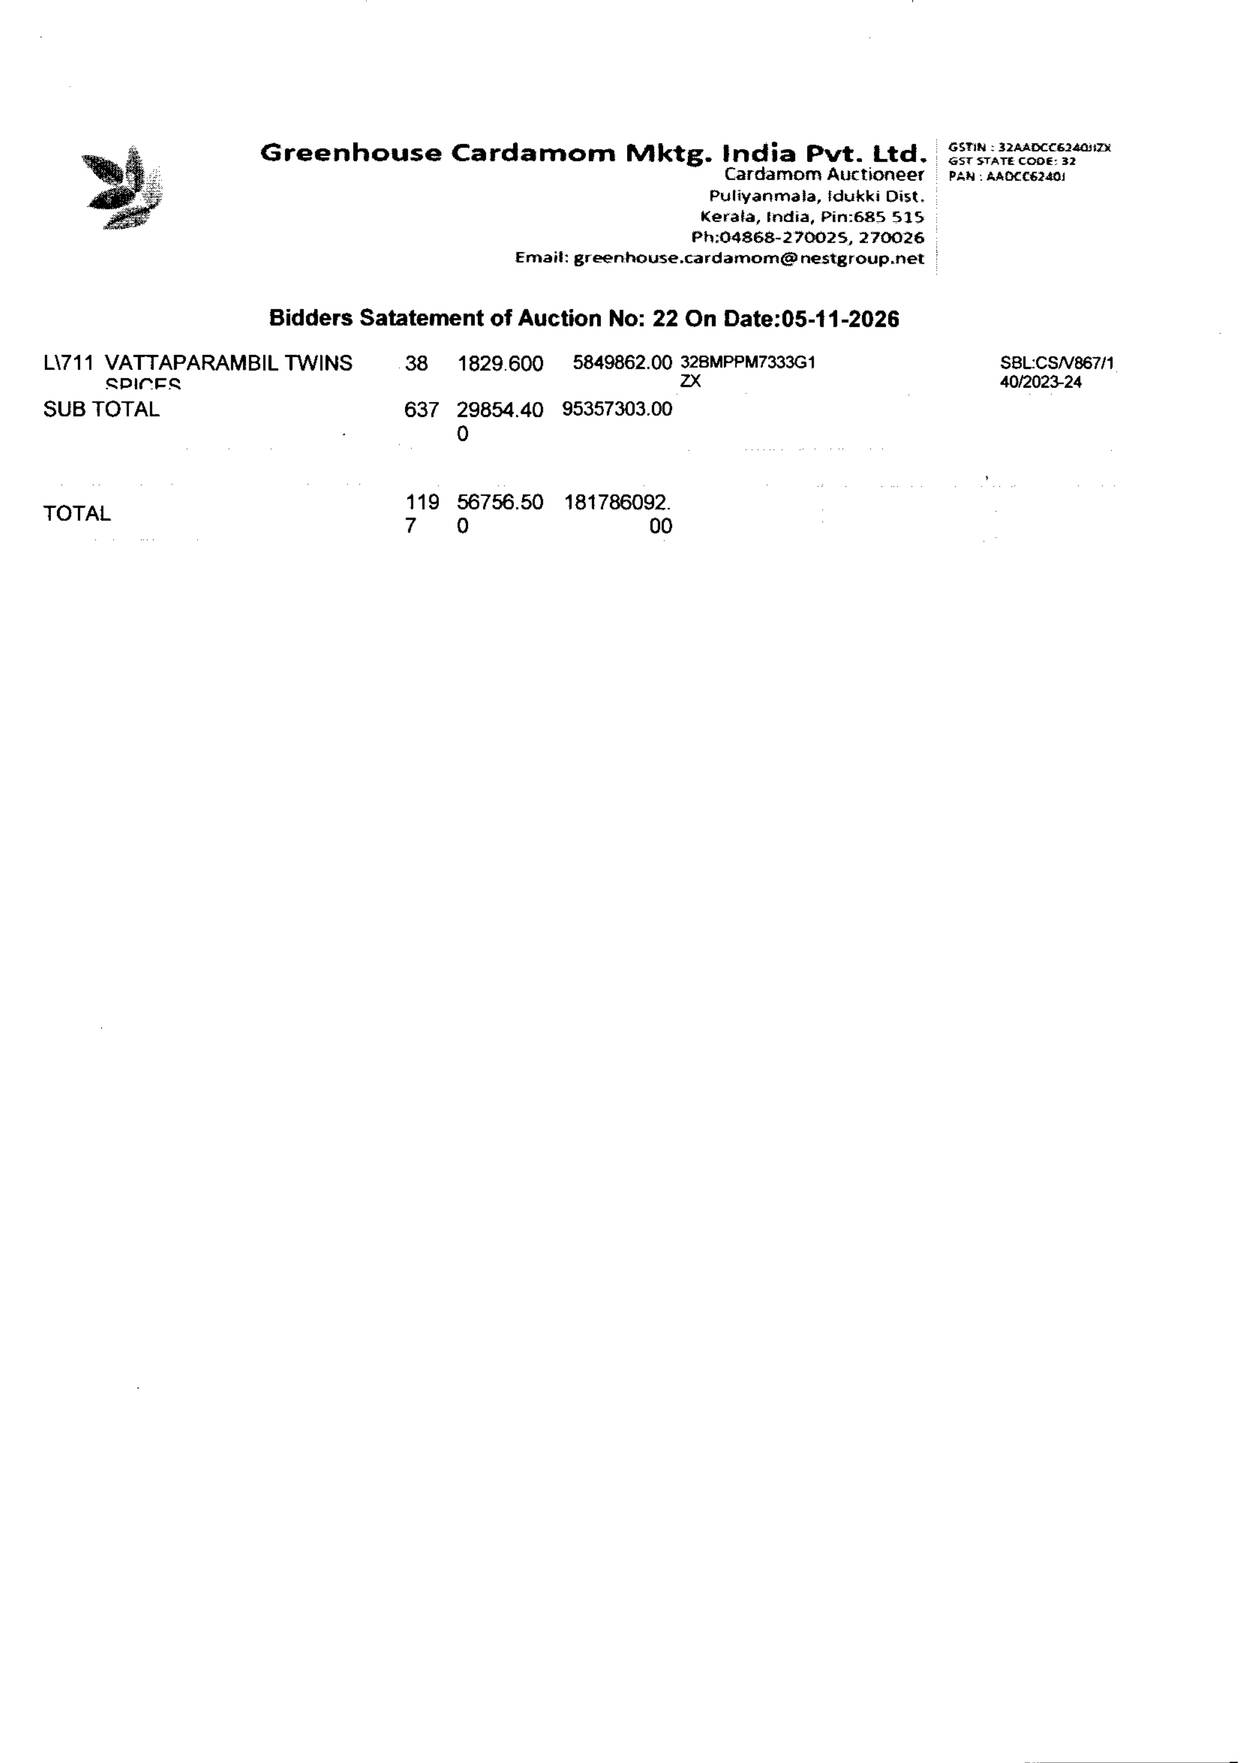 Greenhouse Cardamom Mktg. India Pvt. Ltd.
Cardamom Auctioneer
Puliyanmala, Idukki Dist.
Kerala, India, Pin:685 515
Ph:04868-270025, 270026
Email: greenhouse.cardamom@nestgroup.net
GSTIN : 32AADCC6240J1ZX
GST STATE CODE: 32
PAN : AADCC6240J
Bidders Satatement of Auction No: 22 On Date:05-11-2026
L\711 VATTAPARAMBIL TWINS 38 1829.600 5849862.00 32BMPPM7333G1 SBL:CS/V867/1
SPICES ZX 40/2023-24
SUB TOTAL 637 29854.40 95357303.00
0
119 56756.50 181786092.
TOTAL
7 0 00